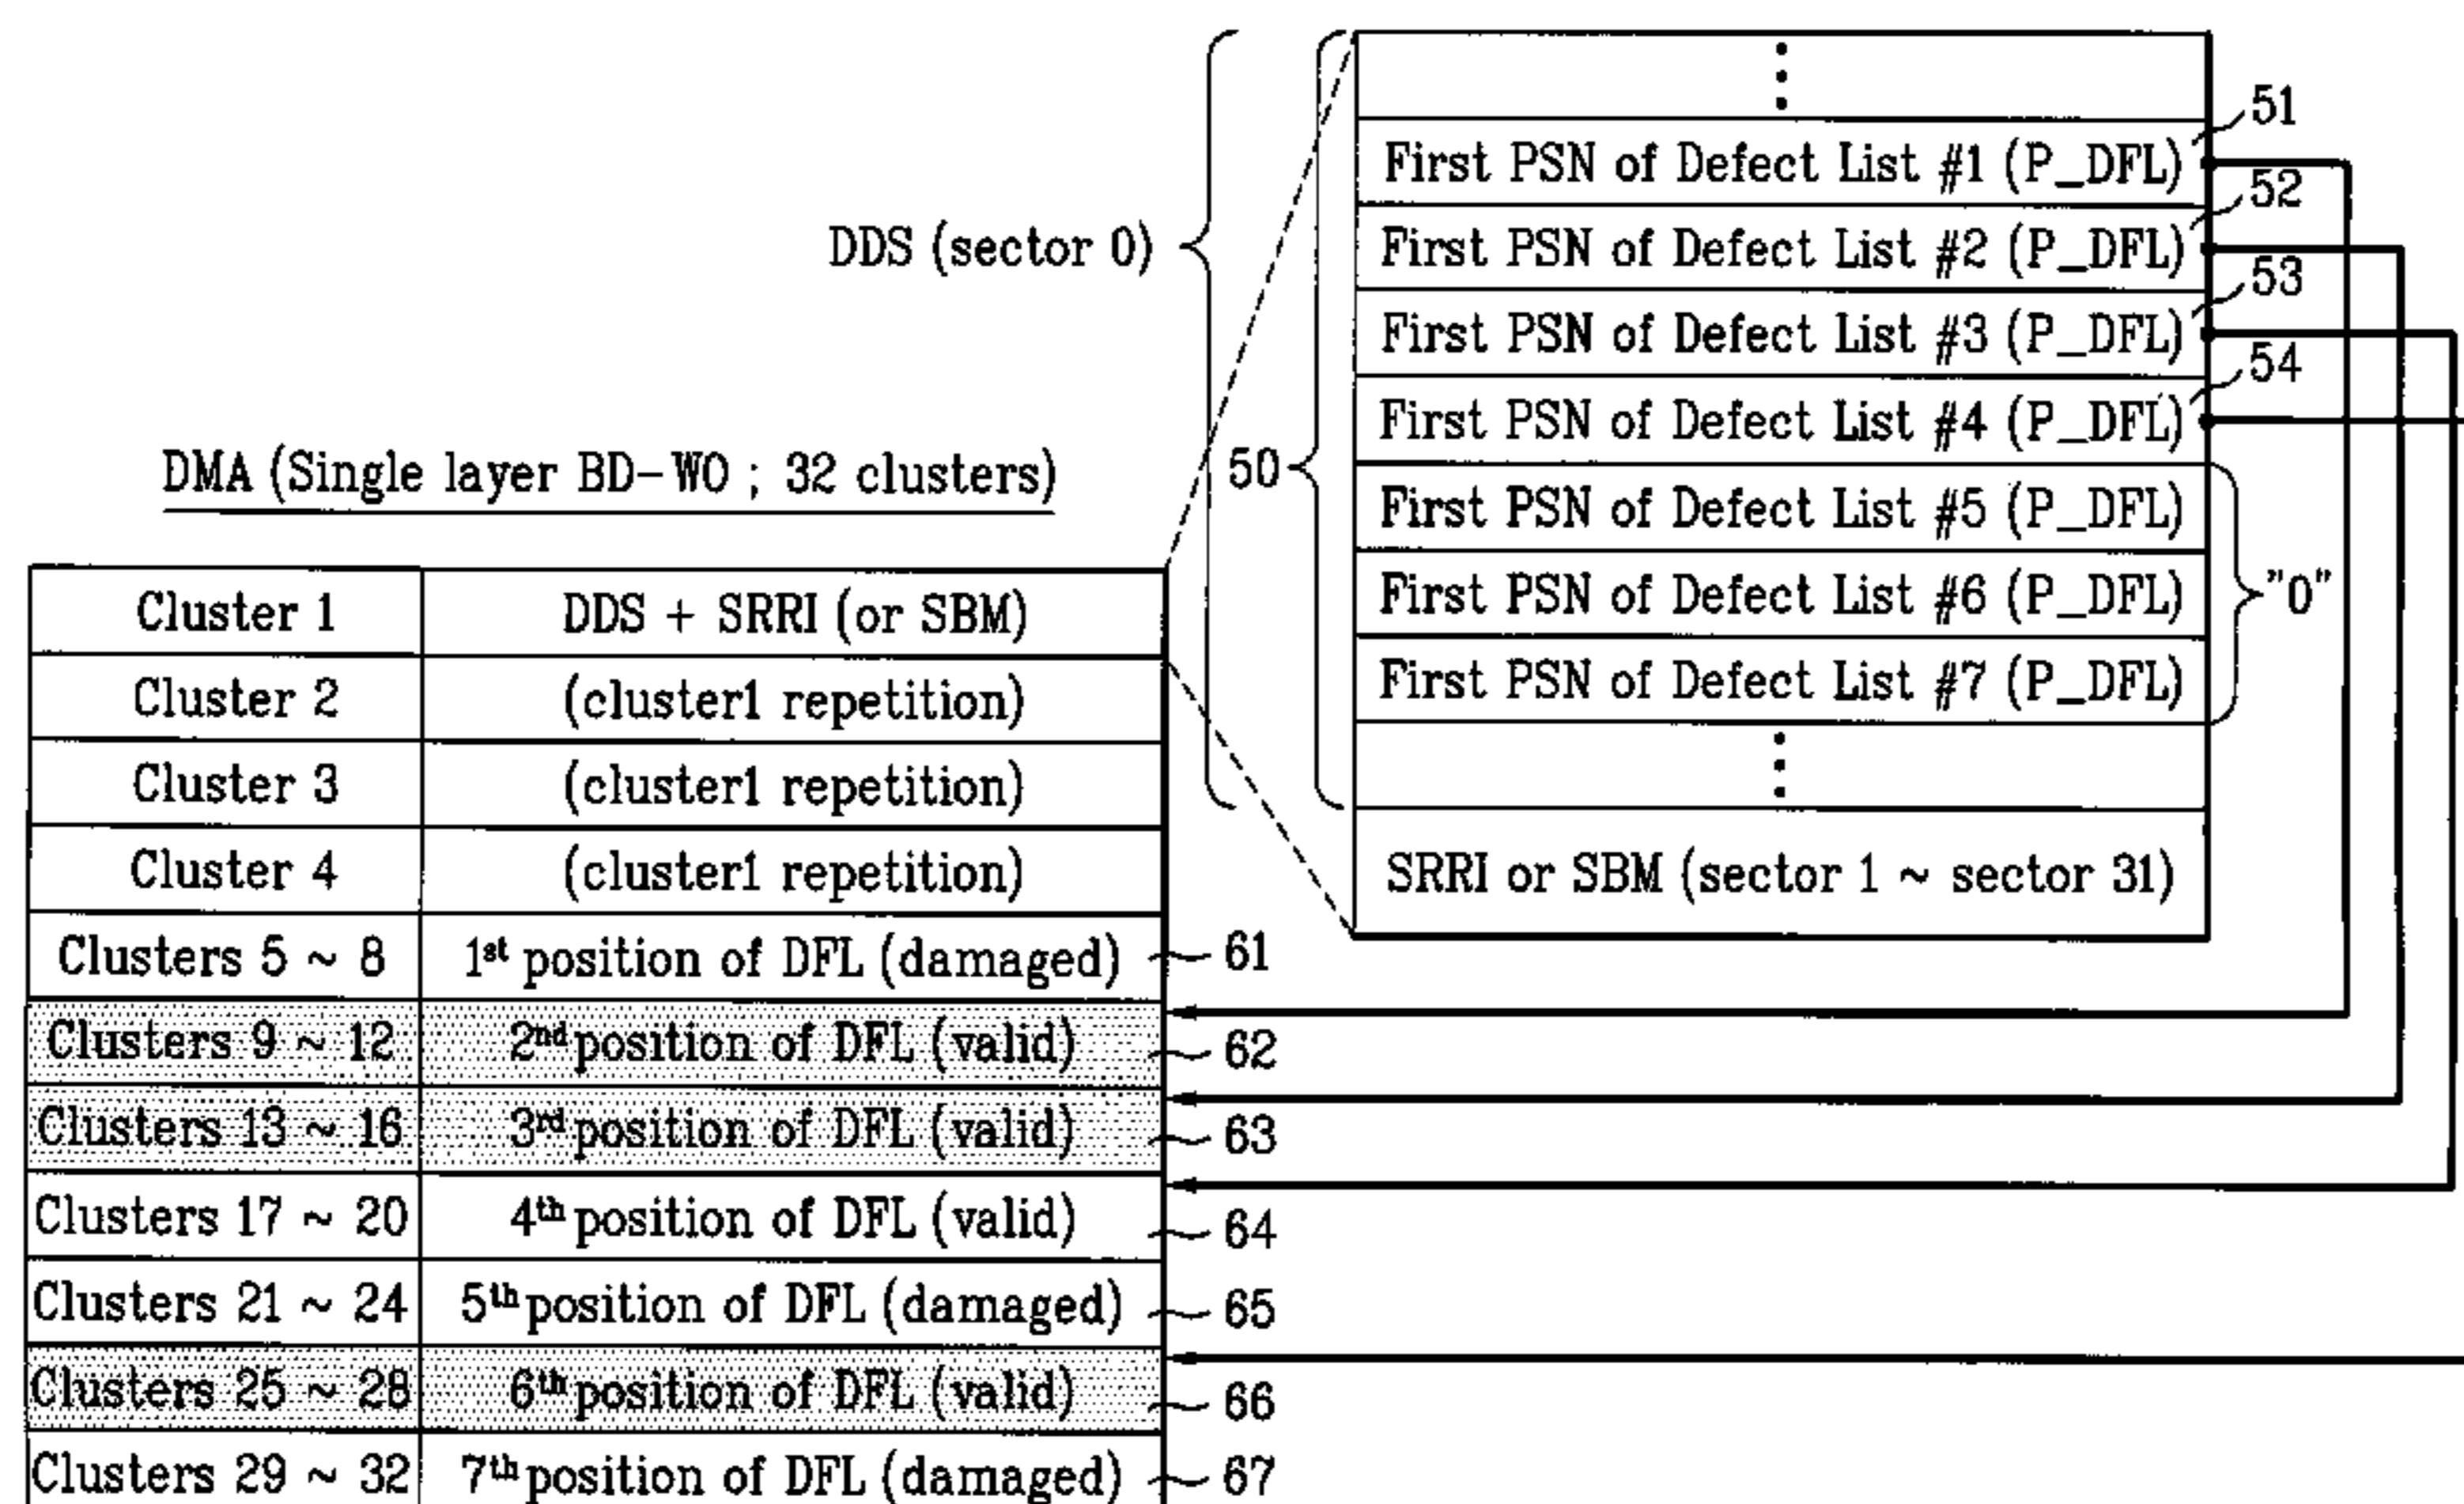 51
First PSN of Defect List #1 (P_DFL)
52
DDS (sector 0)
First PSN of Defect List #2 (P_DFL)
53
First PSN of Defect List #3 (P_DFL)
54
First PSN of Defect List #4 (P_DFL)
50
First PSN of Defect List #5 (P_DFL)
First PSN of Defect List #6 (P_DFL)
"0"
First PSN of Defect List #7 (P_DFL)
SRRI or SBM (sector 1 ~ sector 31)
DMA (Single layer BD-WO ; 32 clusters)
Cluster 1 DDS + SRRI (or SBM)
Cluster 2 (cluster1 repetition)
Cluster 3 (cluster1 repetition)
Cluster 4 (cluster1 repetition)
Clusters 5 ~ 8 1st position of DFL (damaged) 61
Clusters 9 ~ 12 2nd position of DFL (valid) 62
Clusters 13 ~ 16 3rd position of DFL (valid) 63
Clusters 17 ~ 20 4th position of DFL (valid) 64
Clusters 21 ~ 24 5th position of DFL (damaged) 65
Clusters 25 ~ 28 6th position of DFL (valid) 66
Clusters 29 ~ 32 7th position of DFL (damaged) 67